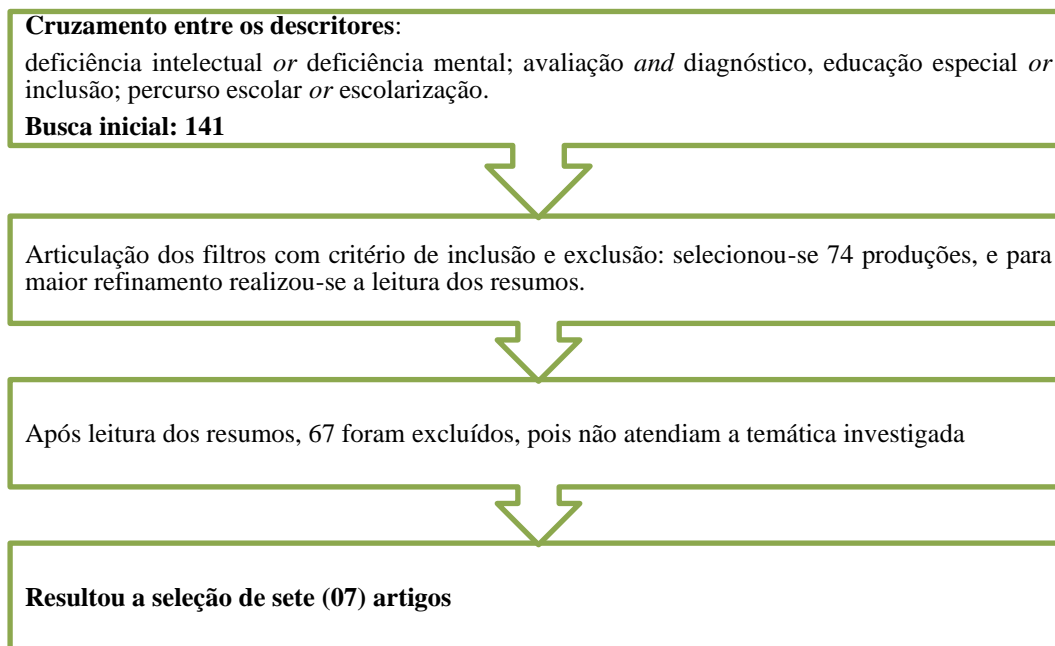 Cruzamento entre os descritores:
deficiência intelectual or deficiência mental; avaliação and diagnóstico, educação especial or
inclusão; percurso escolar or escolarização.
Busca inicial: 141
Articulação dos filtros com critério de inclusão e exclusão: selecionou-se 74 produções, e para
maior refinamento realizou-se a leitura dos resumos.
Após leitura dos resumos, 67 foram excluídos, pois não atendiam a temática investigada
Resultou a seleção de sete (07) artigos